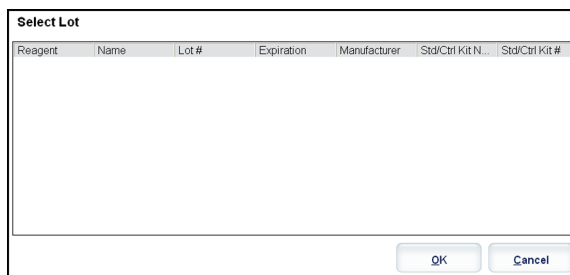 Select Lot
Reagent Name Lot # Expiration Manufacturer Std/Ctrl Kit N... Std/Ctrl Kit #
OK Cancel